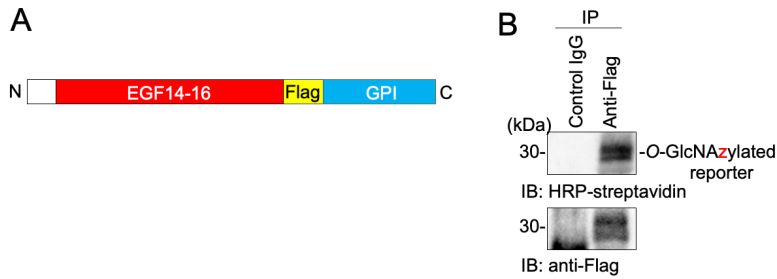 A
N EGF14-16 Flag GPI C
B
IP
Control IgG
Anti-Flag
(kDa)
30- -O-GlcNAzylated
reporter
IB: HRP-streptavidin
30-
IB: anti-Flag